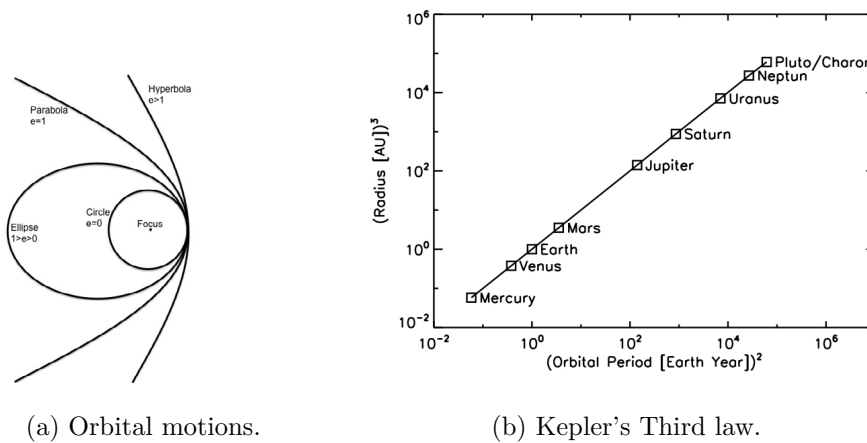 Hyperbola
e>1
Parabola
e=1
Circle
e=0
Focus
Ellipse
1>e>0
(a) Orbital motions.
10^6
10^4
10^2
10^0
10^-2
(Radius [AU])^3
Pluto/Charon
Neptun
Uranus
Saturn
Jupiter
Mars
Earth
Venus
Mercury
10^-2 10^0 10^2 10^4 10^6
(Orbital Period [Earth Year])^2
(b) Kepler's Third law.